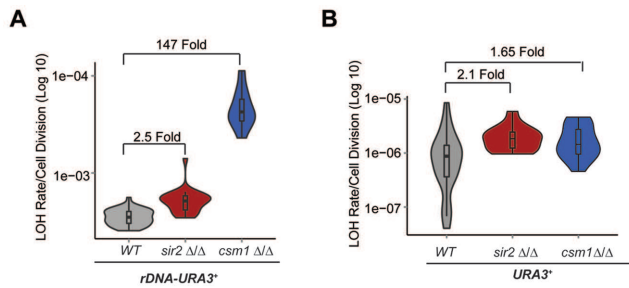 A
LOH Rate/Cell Division (Log 10)
1e-04
1e-03
147 Fold
2.5 Fold
WT
sir2 Δ/Δ
csm1 Δ/Δ
rDNA-URA3⁺
B
LOH Rate/Cell Division (Log 10)
1e-05
1e-06
1e-07
1.65 Fold
2.1 Fold
WT
sir2 Δ/Δ
csm1Δ/Δ
URA3⁺